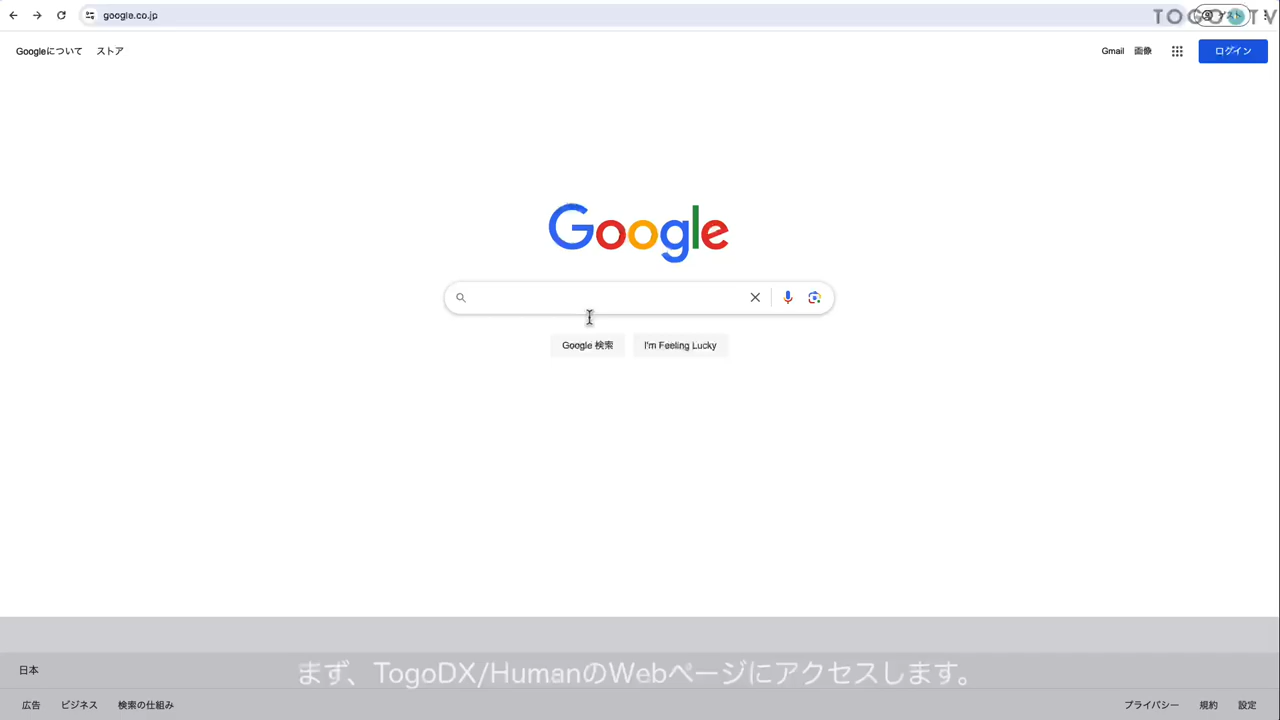 google.co.jp
TOGO TV
Googleについて ストア
Gmail 画像 ログイン
Google
Google 検索 I'm Feeling Lucky
日本
まず、TogoDX/HumanのWebページにアクセスします。
広告 ビジネス 検索の仕組み
プライバシー 規約 設定